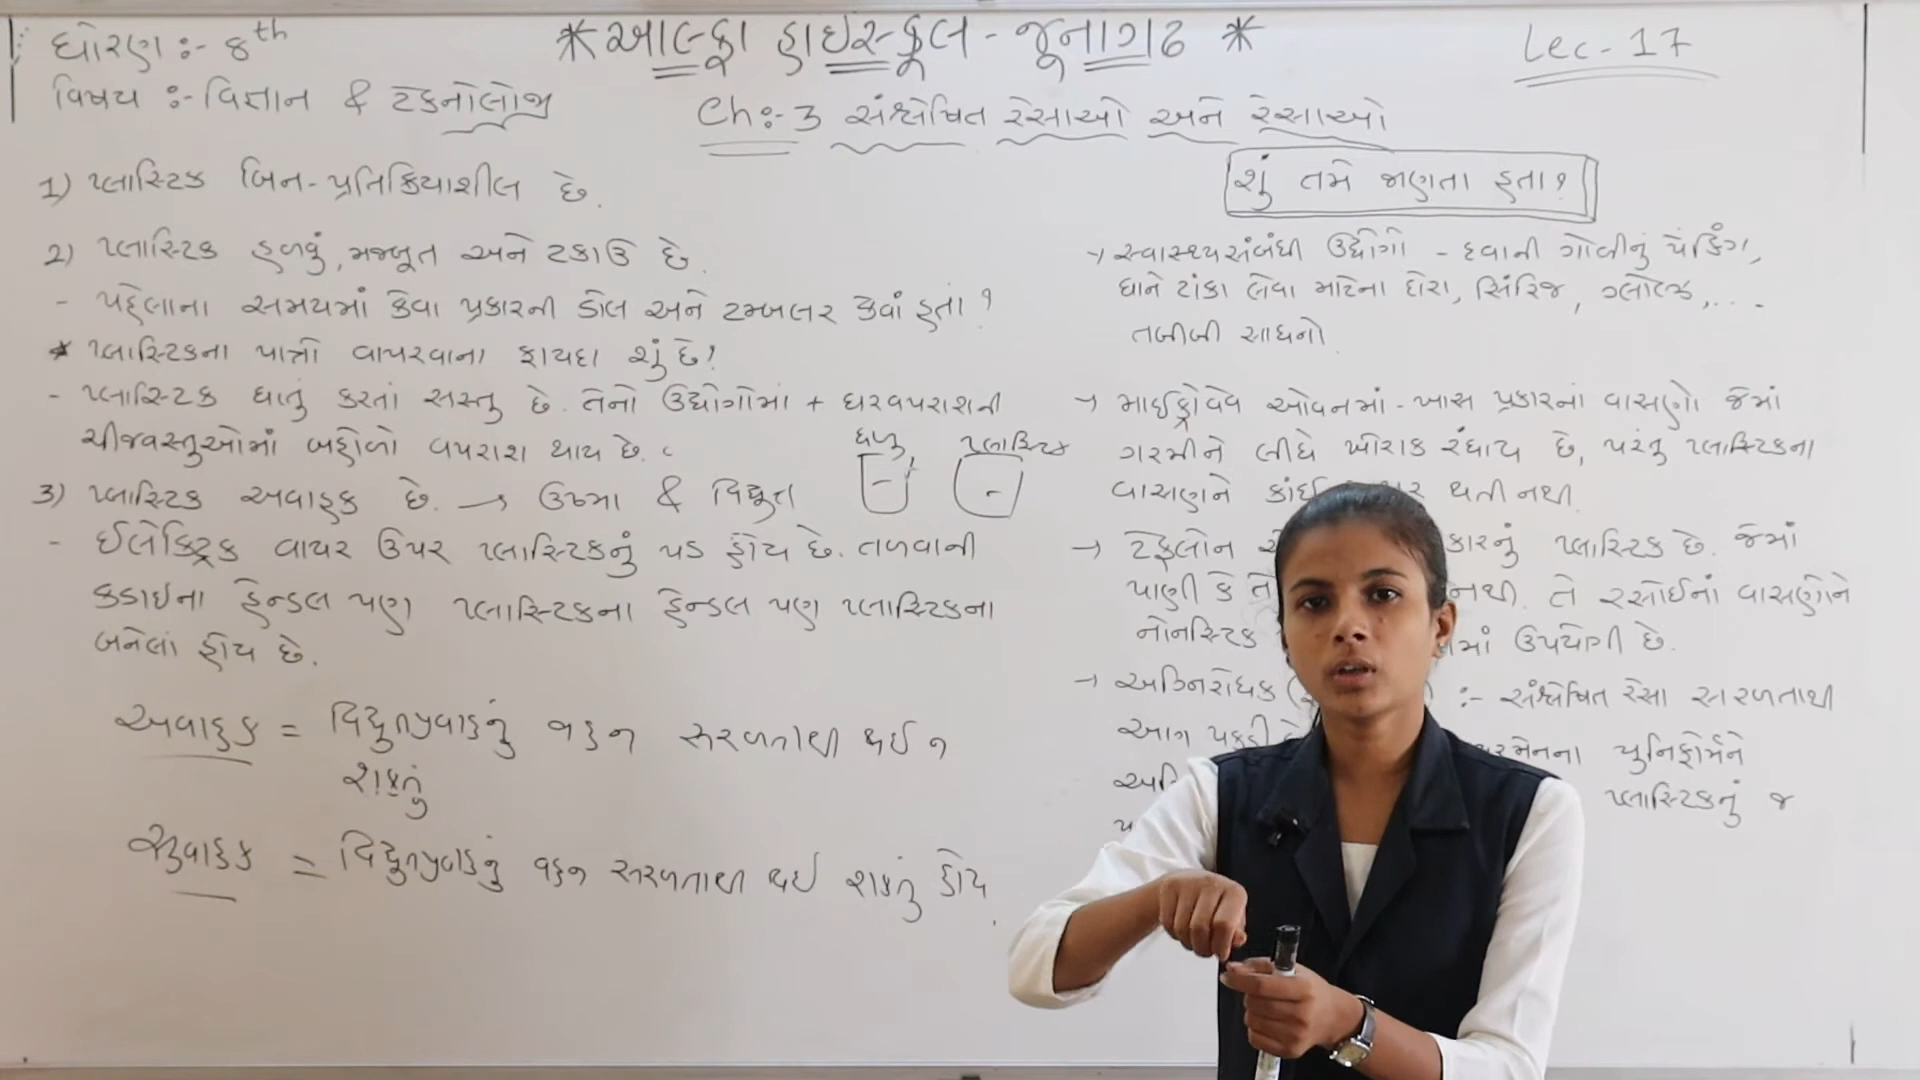 ધોરણ :- 8th
* આલ્ફા હાઇસ્કૂલ - જૂનાગઢ *
Lec - 17
વિષય :- વિજ્ઞાન & ટેકનોલોજી
Ch :- 3 સંશ્લેષિત રેસાઓ અને રેસાઓ
1) પ્લાસ્ટિક બિન - પ્રતિક્રિયાશીલ છે.
2) પ્લાસ્ટિક હળવું, મજબૂત અને ટકાઉ છે.
- પહેલાના સમયમાં કેવા પ્રકારની ડોલ અને ટમ્બલર કેવાં હતાં ?
* પ્લાસ્ટિકના પાત્રો વાપરવાના ફાયદા શું છે ?
- પ્લાસ્ટિક ધાતુ કરતાં સસ્તુ છે. તેનો ઉદ્યોગોમાં + ઘરવપરાશની
ચીજવસ્તુઓમાં બહોળો વપરાશ થાય છે.
ધાતુ પ્લાસ્ટિક
3) પ્લાસ્ટિક અવાહક છે. → ઉષ્મા & વિદ્યુત
- ઈલેક્ટ્રિક વાયર ઉપર પ્લાસ્ટિકનું પડ હોય છે. તળવાની
કડાઇના હેન્ડલ પણ પ્લાસ્ટિકના હેન્ડલ પણ પ્લાસ્ટિકના
બનેલાં હોય છે.
અવાહક = વિદ્યુતપ્રવાહનું વહન સરળતાથી થઈ ન
શકતું
સુવાહક = વિદ્યુતપ્રવાહનું વહન સરળતાથી થઇ શકતું હોય.
શું તમે જાણતા હતા ?
→ સ્વાસ્થ્યસંબંધી ઉદ્યોગો - દવાની ગોળીનું પેકિંગ,
ઘાને ટાંકા લેવા માટેના દોરા, સિરિંજ, ગ્લોવ્ઝ, . . .
તબીબી સાધનો.
→ માઈક્રોવેવ ઓવનમાં - ખાસ પ્રકારનાં વાસણો જેમાં
ગરમીને લીધે ખોરાક રંધાય છે, પરંતુ પ્લાસ્ટિકના
વાસણને કાંઈ થતી નથી.
→ ટેફલોન પ્લાસ્ટિક છે. જેમાં
પાણી કે નથી. તે રસોઈનાં વાસણોને
નોનસ્ટિક ઉપયોગી છે.
→ અગ્નિરોધક :- સંશ્લેષિત રેસા સરળતાથી
આગ પકડી યુનિફોર્મને
પ્લાસ્ટિકનું જ